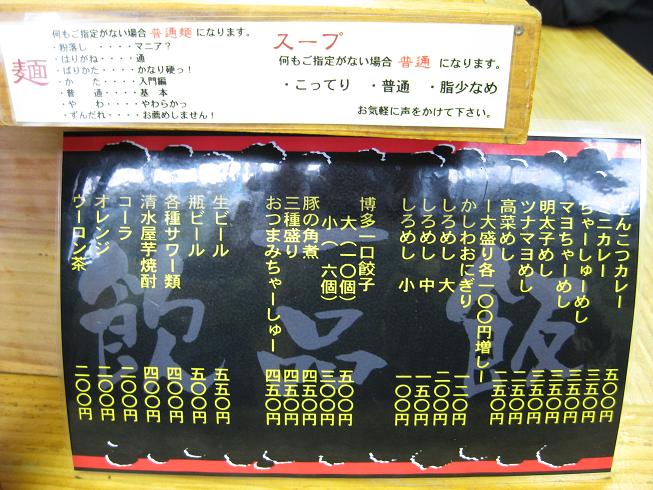 麺
何もご指定がない場合 普通麺 になります。
・粉落し ・・・・マニア？
・はりがね・・・・通
・ばりかた・・・・かなり硬っ！
・か た・・・・入門編
・普 通・・・・基 本
・や わ・・・・やわらかっ
・ずんだれ・・・・お薦めしません！
スープ
何もご指定がない場合 普通 になります。
・こってり ・普通 ・脂少なめ
お気軽に声をかけて下さい。
飯
とんこつカレー 五〇〇円
ミニカレー 三五〇円
ちゃーしゅーめし 三五〇円
マヨちゃーめし 三五〇円
明太子めし 二五〇円
ツナマヨめし 二五〇円
高菜めし 二五〇円
ー大盛り各一〇〇円増しー
かしわおにぎり 一二〇円
しろめし 大 二〇〇円
しろめし 中 一五〇円
しろめし 小 一〇〇円
一品
博多一口餃子
大（一〇個） 五〇〇円
小（六個） 三〇〇円
豚の角煮 四五〇円
三種盛り 五五〇円
おつまみちゃーしゅー 四五〇円
飲
生ビール 五五〇円
瓶ビール 五〇〇円
各種サワー類 四〇〇円
清水屋芋焼酎 四〇〇円
コーラ 二〇〇円
オレンジ 二〇〇円
ウーロン茶 二〇〇円